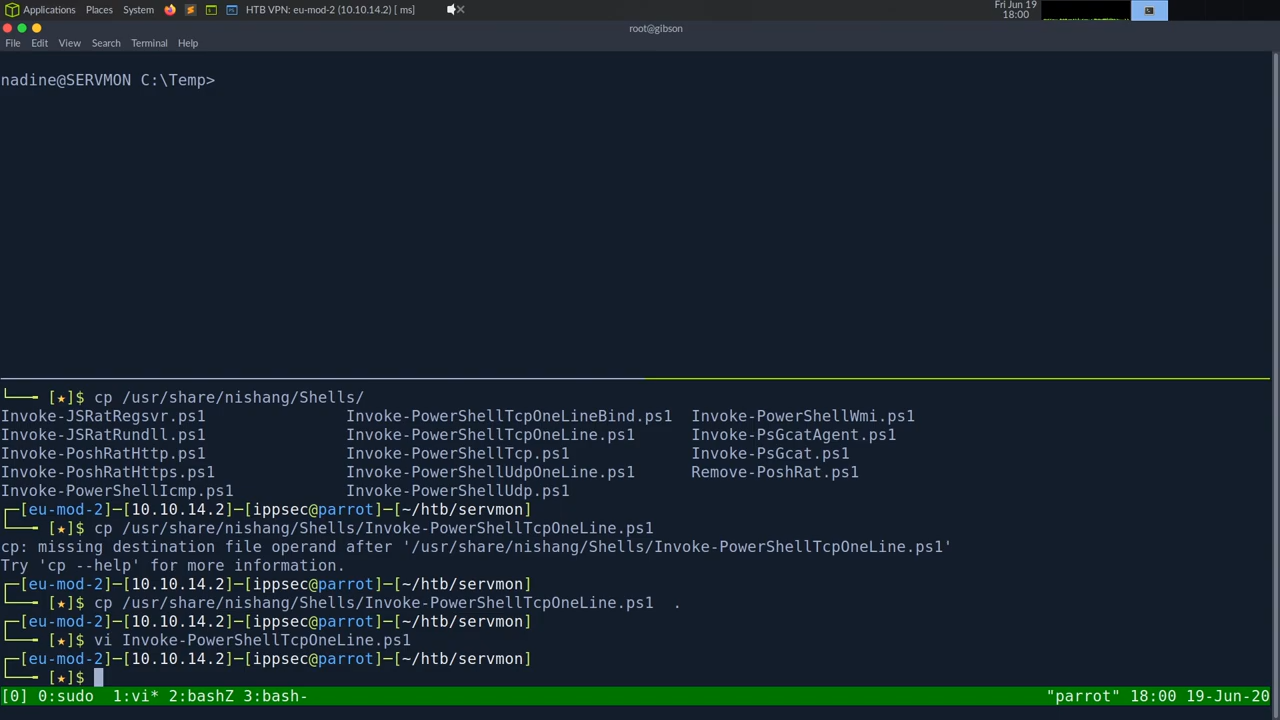 Applications Places System HTB VPN: eu-mod-2 (10.10.14.2) [ ms] Fri Jun 19
18:00
root@gibson
File Edit View Search Terminal Help
nadine@SERVMON C:\Temp>
└──╼ [★]$ cp /usr/share/nishang/Shells/
Invoke-JSRatRegsvr.ps1 Invoke-PowerShellTcpOneLineBind.ps1 Invoke-PowerShellWmi.ps1
Invoke-JSRatRundll.ps1 Invoke-PowerShellTcpOneLine.ps1 Invoke-PsGcatAgent.ps1
Invoke-PoshRatHttp.ps1 Invoke-PowerShellTcp.ps1 Invoke-PsGcat.ps1
Invoke-PoshRatHttps.ps1 Invoke-PowerShellUdpOneLine.ps1 Remove-PoshRat.ps1
Invoke-PowerShellIcmp.ps1 Invoke-PowerShellUdp.ps1
┌─[eu-mod-2]─[10.10.14.2]─[ippsec@parrot]─[~/htb/servmon]
└──╼ [★]$ cp /usr/share/nishang/Shells/Invoke-PowerShellTcpOneLine.ps1
cp: missing destination file operand after '/usr/share/nishang/Shells/Invoke-PowerShellTcpOneLine.ps1'
Try 'cp --help' for more information.
┌─[eu-mod-2]─[10.10.14.2]─[ippsec@parrot]─[~/htb/servmon]
└──╼ [★]$ cp /usr/share/nishang/Shells/Invoke-PowerShellTcpOneLine.ps1 .
┌─[eu-mod-2]─[10.10.14.2]─[ippsec@parrot]─[~/htb/servmon]
└──╼ [★]$ vi Invoke-PowerShellTcpOneLine.ps1
┌─[eu-mod-2]─[10.10.14.2]─[ippsec@parrot]─[~/htb/servmon]
└──╼ [★]$
[0] 0:sudo 1:vi* 2:bashZ 3:bash- "parrot" 18:00 19-Jun-20